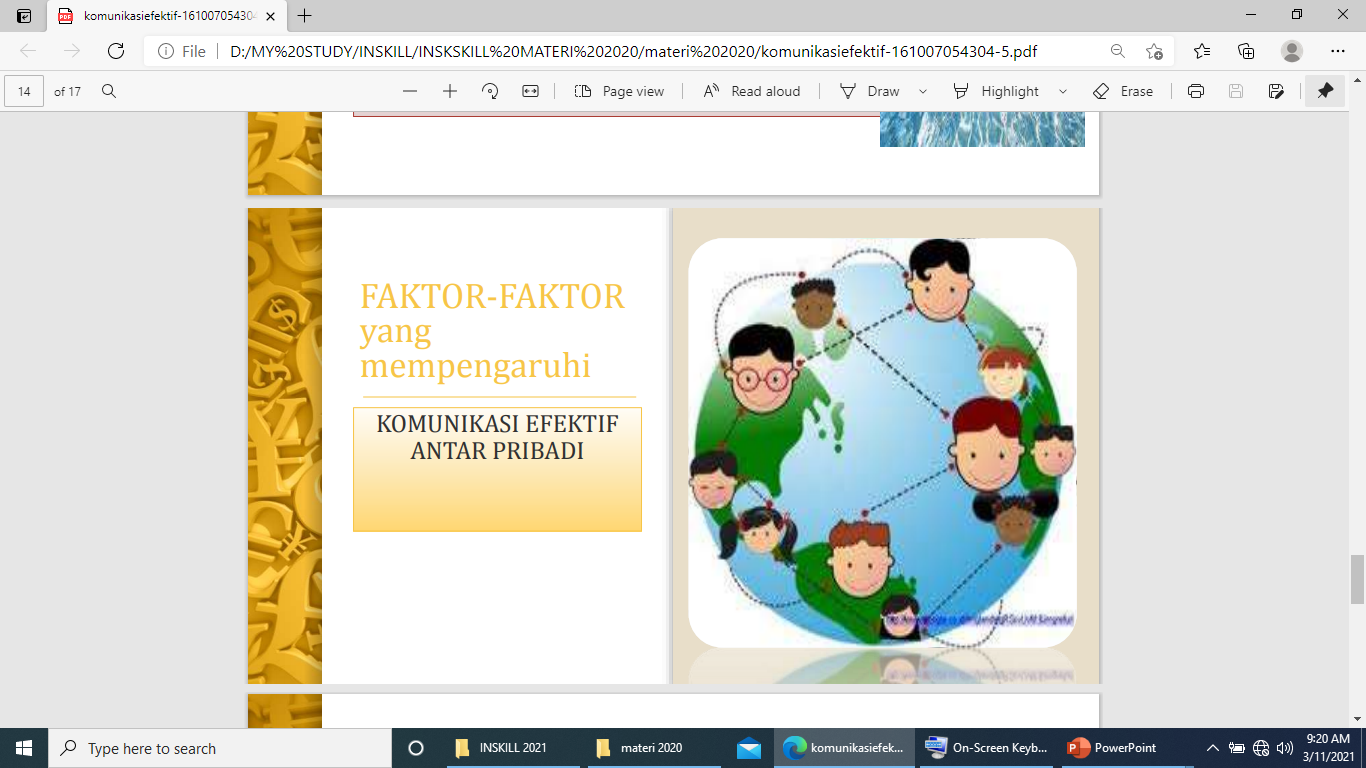 komunikasiefektif-161007054304
File
D:/MY%20STUDY/INSKILL/INSKSKILL%20MATERI%202020/materi%202020/komunikasiefektif-161007054304-5.pdf
14 of 17
Page view
Read aloud
Draw
Highlight
Erase
FAKTOR-FAKTOR
yang
mempengaruhi
KOMUNIKASI EFEKTIF
ANTAR PRIBADI
Type here to search
INSKILL 2021
materi 2020
komunikasiefek...
On-Screen Keyb...
PowerPoint
9:20 AM
3/11/2021